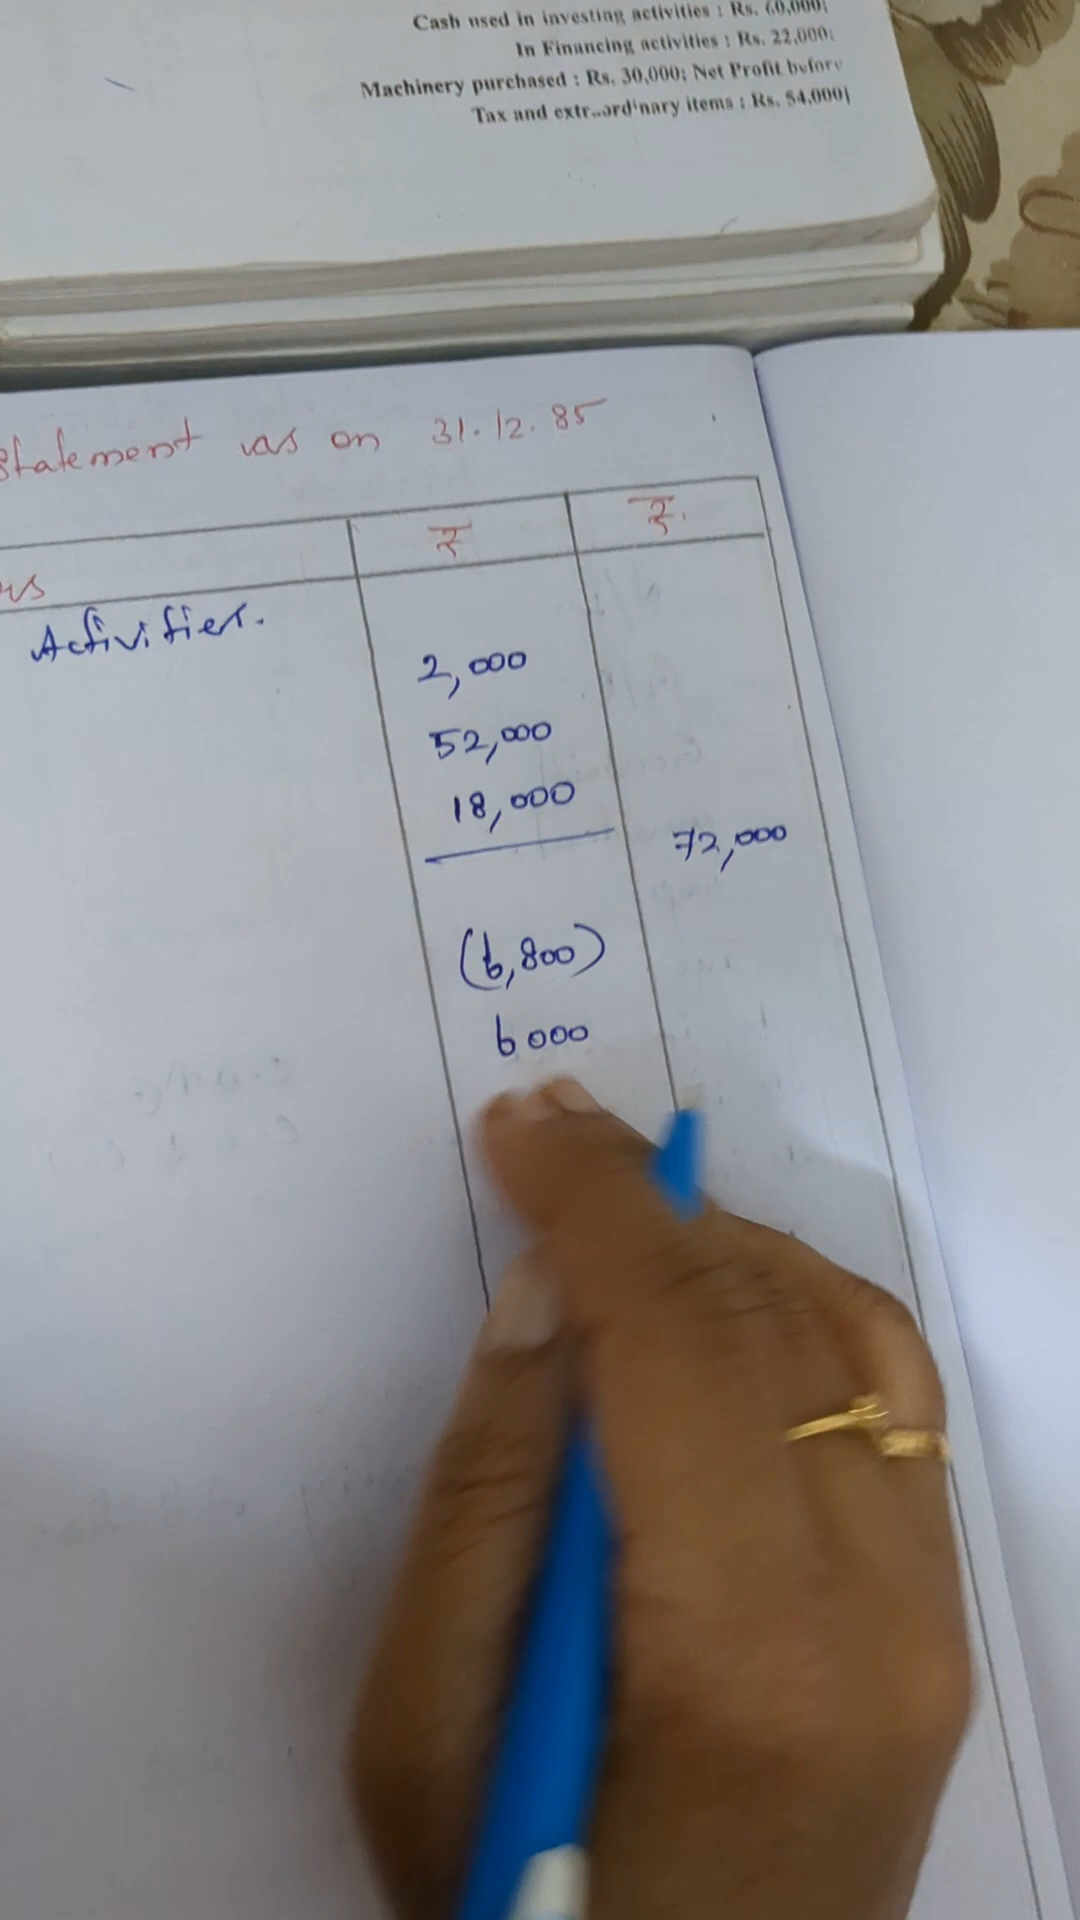 Cash used in investing activities : Rs. 60,000;
In Financing activities : Rs. 22,000;
Machinery purchased : Rs. 30,000; Net Profit before
Tax and extraordinary items : Rs. 54,000]
Statement as on 31.12.85
₹ ₹.
Activities.
2,000
52,000
18,000
72,000
(6,800)
6000